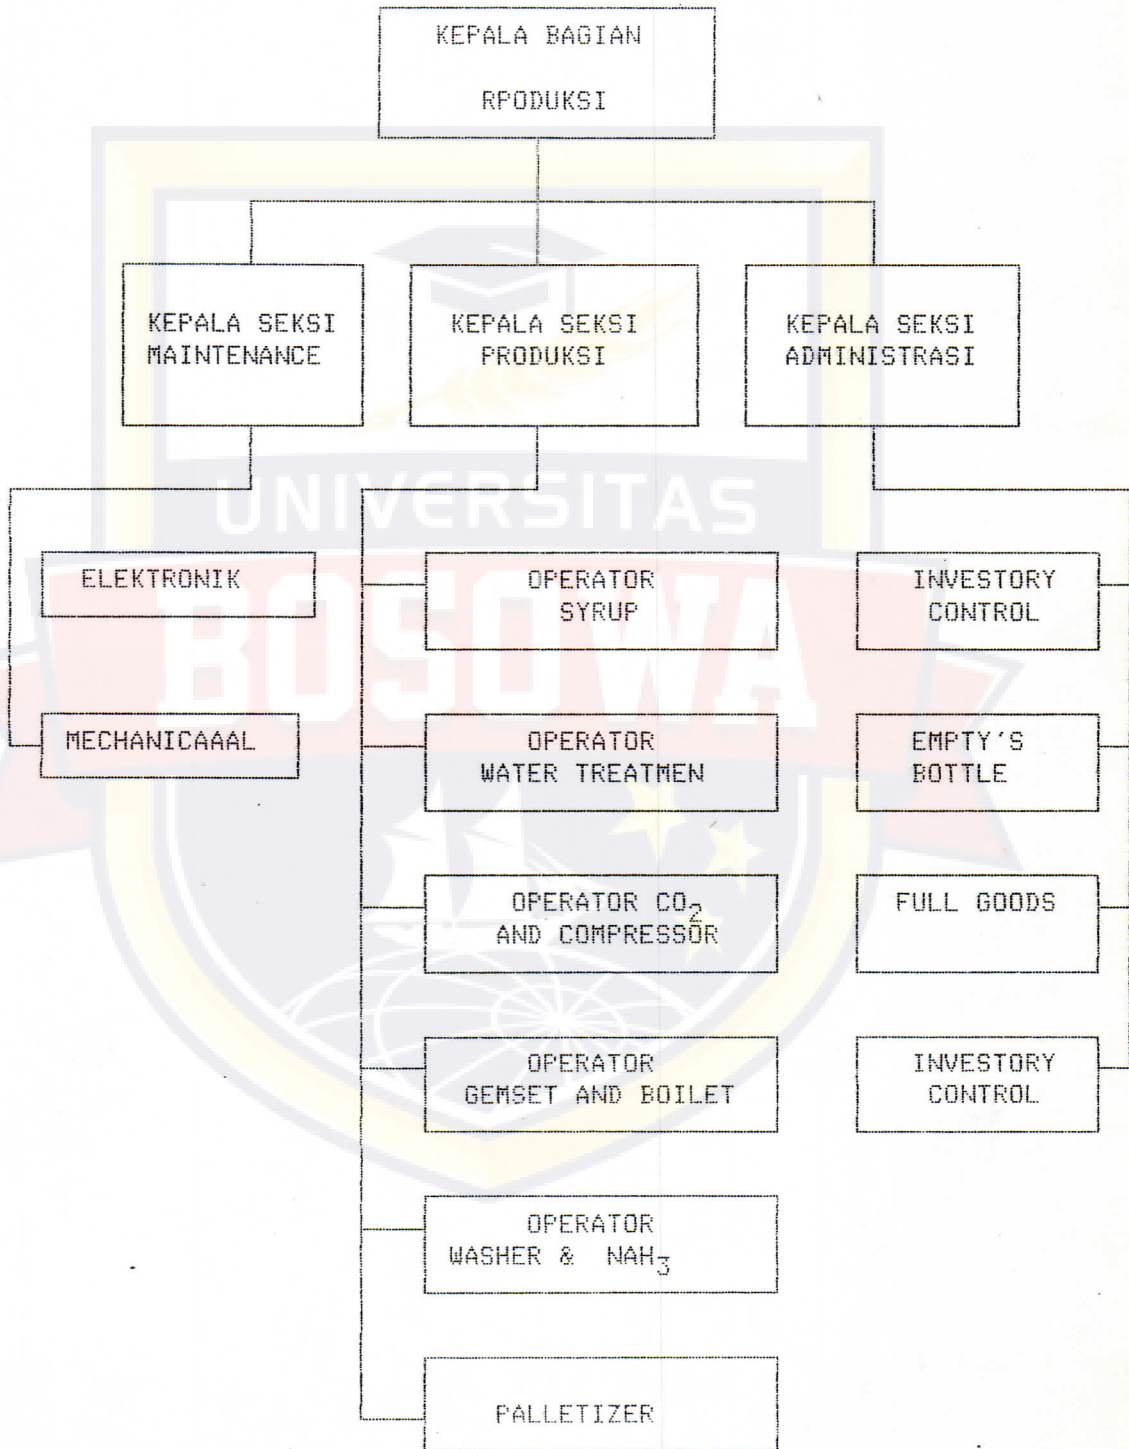 KEPALA BAGIAN
RPODUKSI
KEPALA SEKSI
MAINTENANCE
KEPALA SEKSI
PRODUKSI
KEPALA SEKSI
ADMINISTRASI
UNIVERSITAS
BOSOWA
ELEKTRONIK
MECHANICAAAL
OPERATOR
SYRUP
OPERATOR
WATER TREATMEN
OPERATOR CO₂
AND COMPRESSOR
OPERATOR
GEMSET AND BOILET
OPERATOR
WASHER & NAH₃
PALLETIZER
INVESTORY
CONTROL
EMPTY'S
BOTTLE
FULL GOODS
INVESTORY
CONTROL